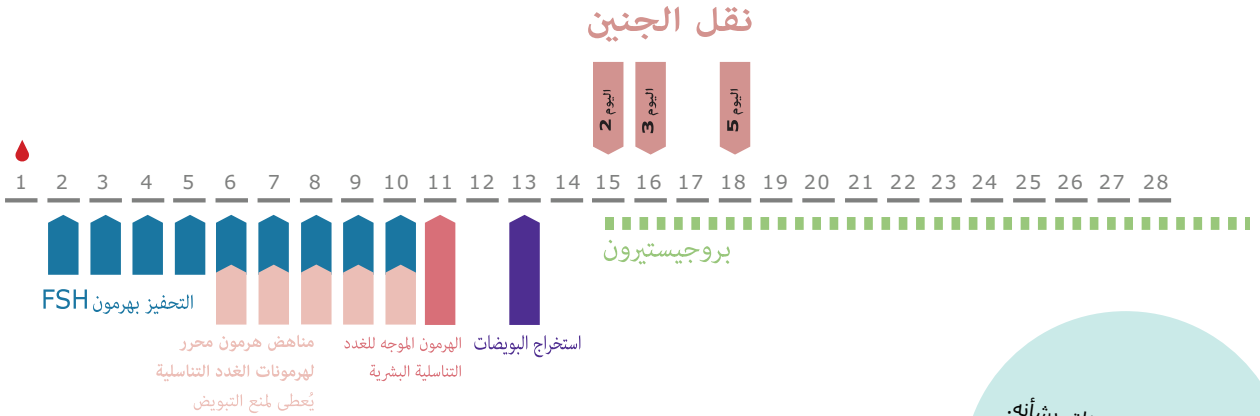 نقل الجنين
اليوم 2
اليوم 3
اليوم 5
1 2 3 4 5 6 7 8 9 10 11 12 13 14 15 16 17 18 19 20 21 22 23 24 25 26 27 28
بروجيستيرون
التحفيز بهرمون FSH
استخراج البويضات
الهرمون الموجه للغدد
التناسلية البشرية
مناهض هرمون محرر
لهرمونات الغدد التناسلية
يُعطى لمنع التبويض
بشأنه.